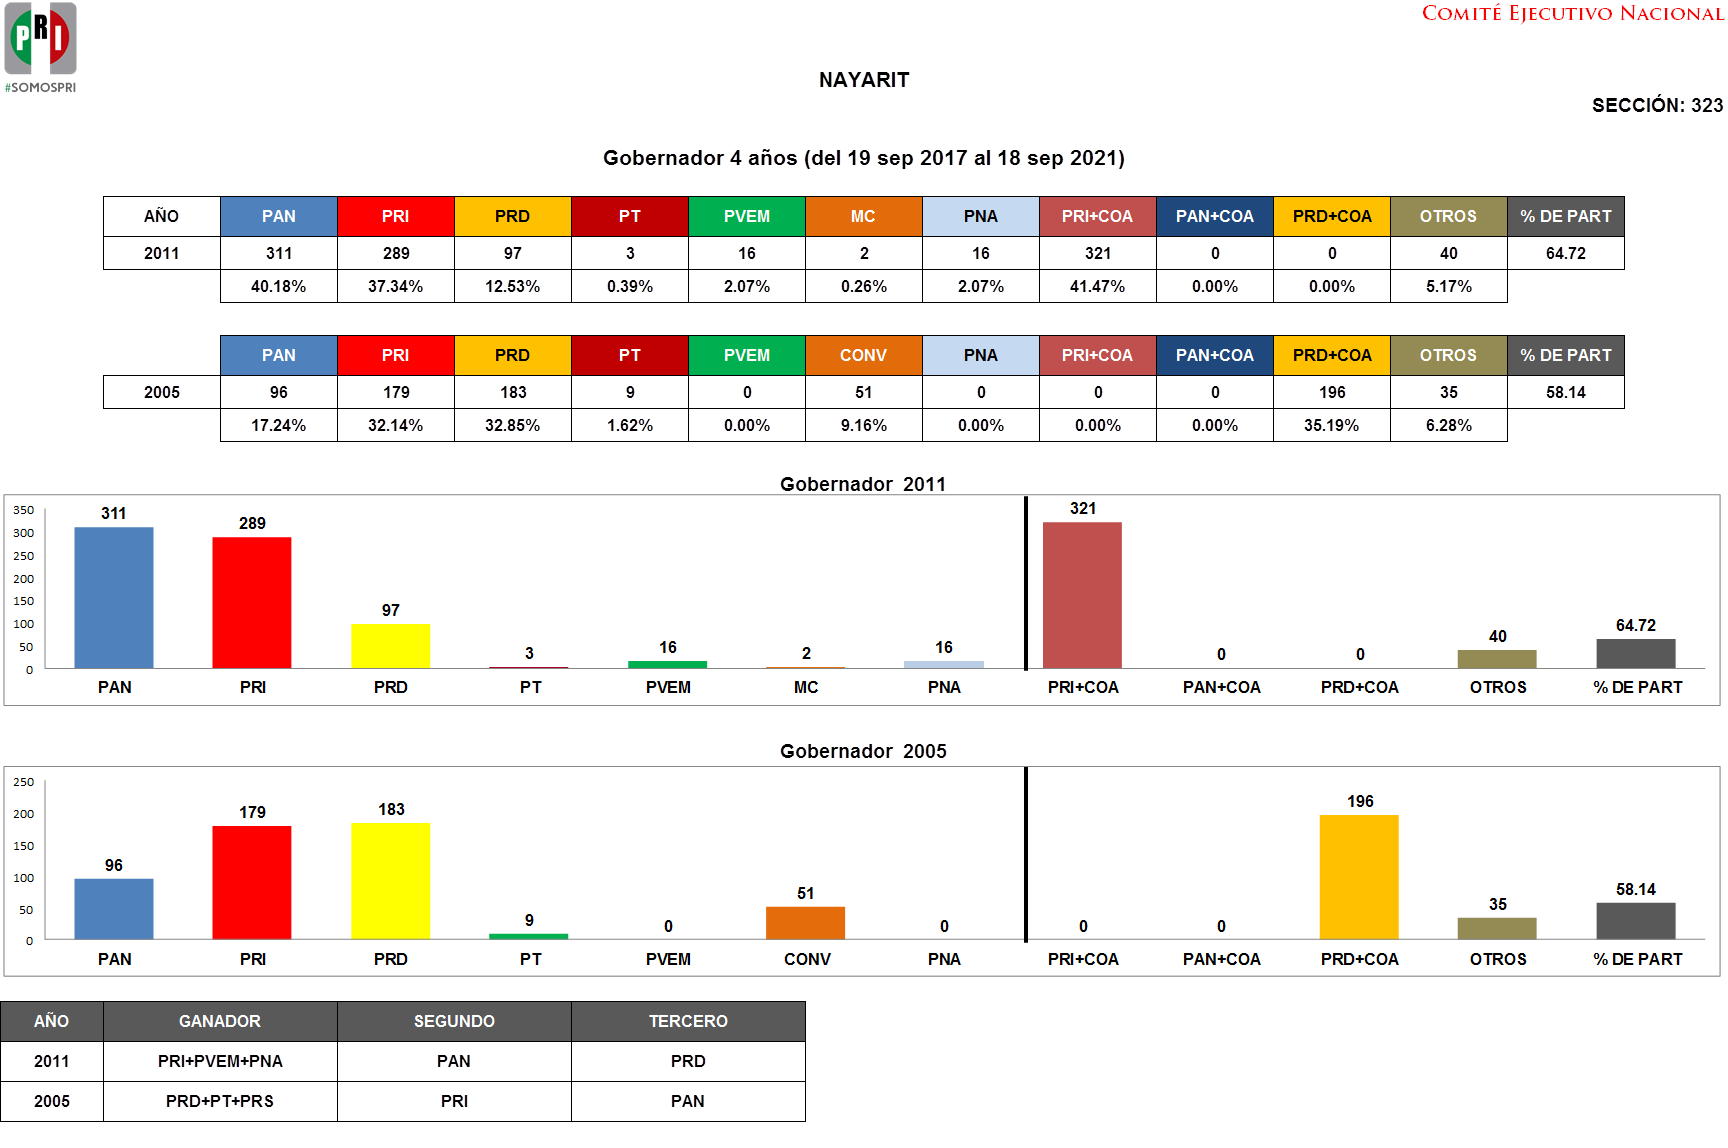 PRI
#SOMOSPRI
COMITÉ EJECUTIVO NACIONAL
NAYARIT
SECCIÓN: 323
Gobernador 4 años (del 19 sep 2017 al 18 sep 2021)
AÑO PAN PRI PRD PT PVEM MC PNA PRI+COA PAN+COA PRD+COA OTROS % DE PART
2011 311 289 97 3 16 2 16 321 0 0 40 64.72
40.18% 37.34% 12.53% 0.39% 2.07% 0.26% 2.07% 41.47% 0.00% 0.00% 5.17%
PAN PRI PRD PT PVEM CONV PNA PRI+COA PAN+COA PRD+COA OTROS % DE PART
2005 96 179 183 9 0 51 0 0 0 196 35 58.14
17.24% 32.14% 32.85% 1.62% 0.00% 9.16% 0.00% 0.00% 0.00% 35.19% 6.28%
Gobernador 2011
350
300
250
200
150
100
50
0
311 289 97 3 16 2 16 321 0 0 40 64.72
PAN PRI PRD PT PVEM MC PNA PRI+COA PAN+COA PRD+COA OTROS % DE PART
Gobernador 2005
250
200
150
100
50
0
96 179 183 9 0 51 0 0 0 196 35 58.14
PAN PRI PRD PT PVEM CONV PNA PRI+COA PAN+COA PRD+COA OTROS % DE PART
AÑO GANADOR SEGUNDO TERCERO
2011 PRI+PVEM+PNA PAN PRD
2005 PRD+PT+PRS PRI PAN